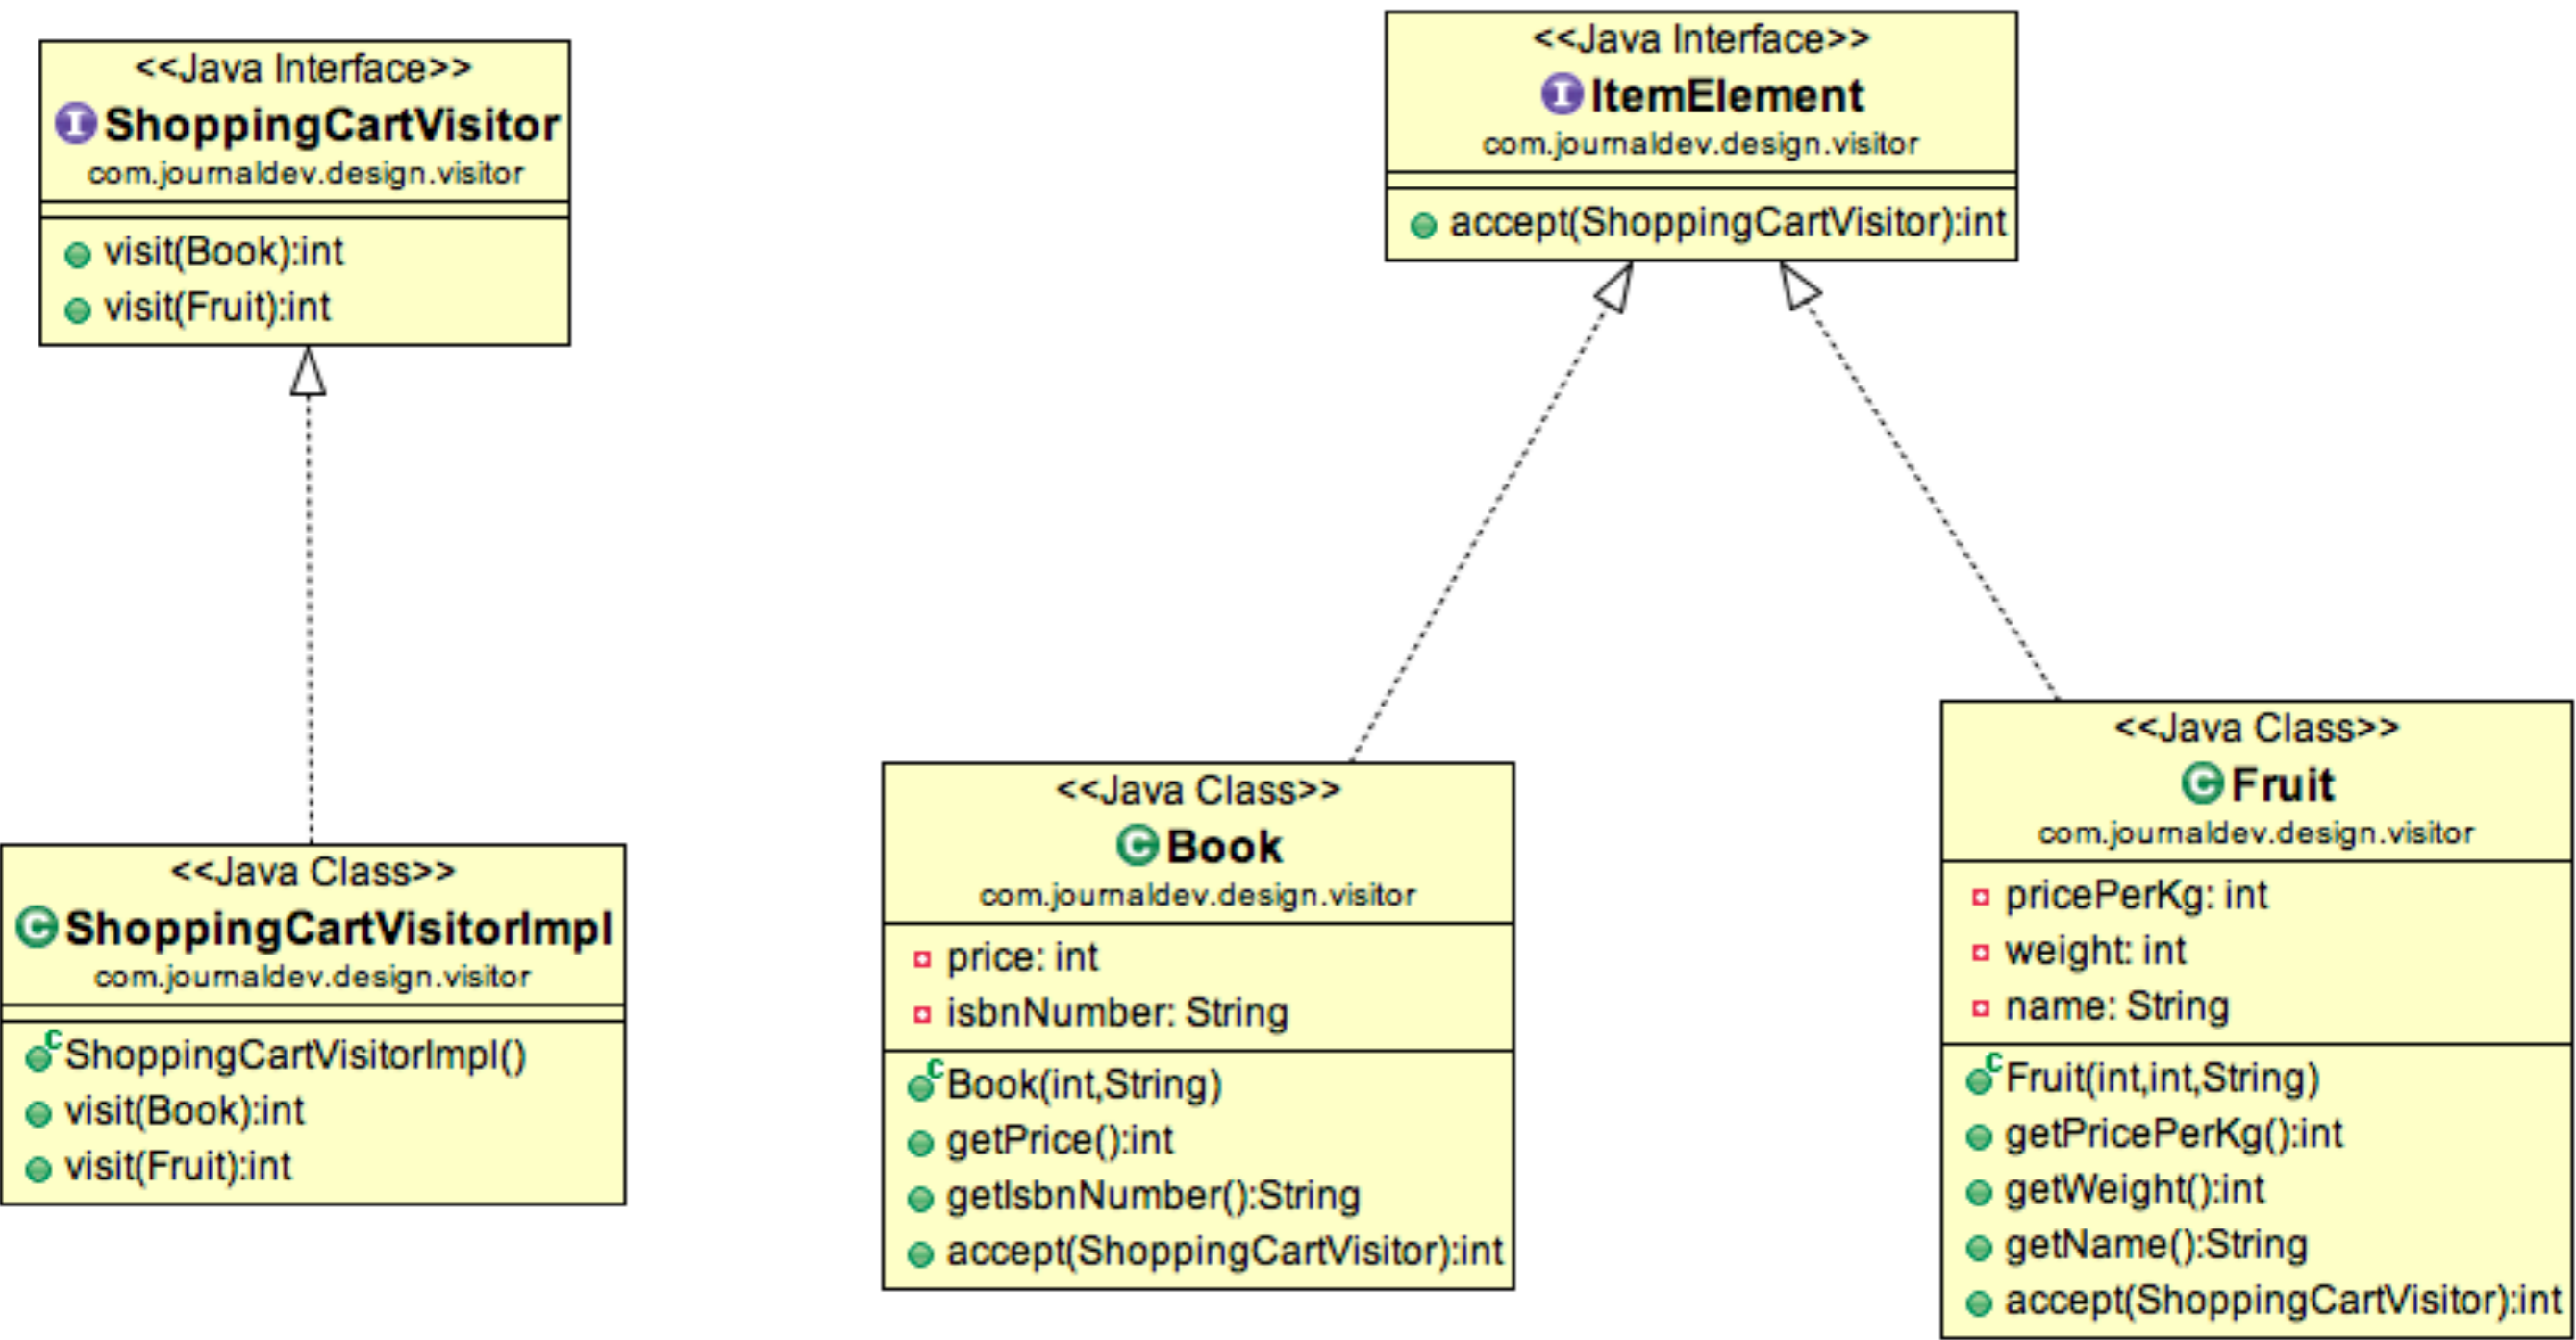 <<Java Interface>>
I ShoppingCartVisitor
com.journaldev.design.visitor
visit(Book):int
visit(Fruit):int
<<Java Interface>>
I ItemElement
com.journaldev.design.visitor
accept(ShoppingCartVisitor):int
<<Java Class>>
C ShoppingCartVisitorImpl
com.journaldev.design.visitor
c ShoppingCartVisitorImpl()
visit(Book):int
visit(Fruit):int
<<Java Class>>
C Book
com.journaldev.design.visitor
price: int
isbnNumber: String
c Book(int,String)
getPrice():int
getIsbnNumber():String
accept(ShoppingCartVisitor):int
<<Java Class>>
C Fruit
com.journaldev.design.visitor
pricePerKg: int
weight: int
name: String
c Fruit(int,int,String)
getPricePerKg():int
getWeight():int
getName():String
accept(ShoppingCartVisitor):int